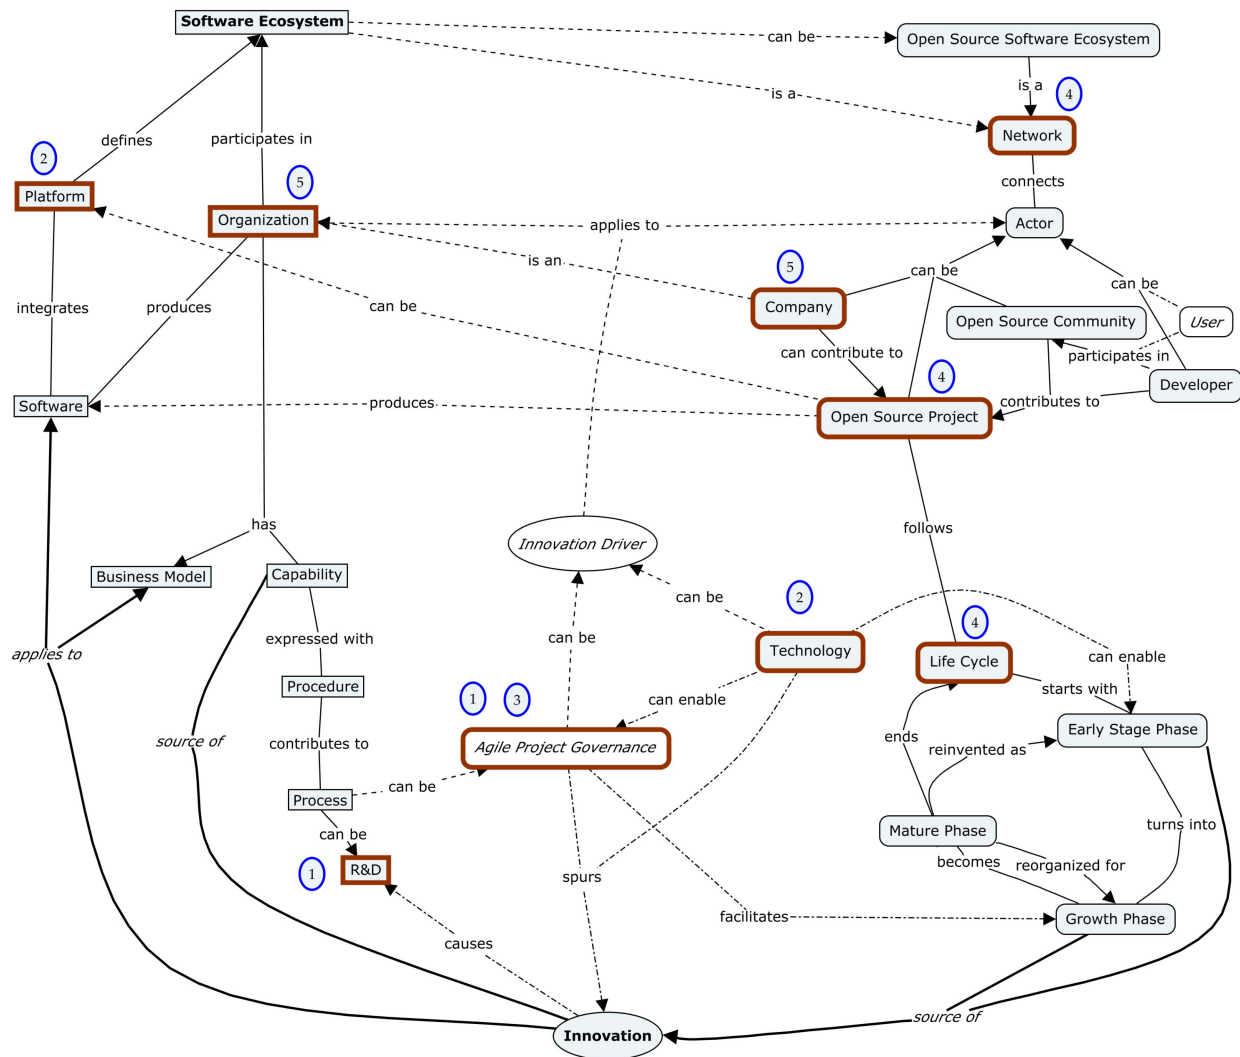 Software Ecosystem
can be
Open Source Software Ecosystem
is a
is a
4
Network
defines
participates in
2
5
Platform
Organization
connects
applies to
Actor
is an
5
can be
can be
integrates
produces
can be
Company
Open Source Community
User
can contribute to
participates in
4
Developer
Software
produces
Open Source Project
contributes to
has
follows
Innovation Driver
Business Model
Capability
can be
2
expressed with
can be
4
applies to
Technology
Life Cycle
can enable
Procedure
can enable
starts with
1
3
source of
contributes to
Agile Project Governance
ends
reinvented as
Early Stage Phase
can be
Process
can be
Mature Phase
turns into
becomes
reorganized for
1
R&D
spurs
facilitates
Growth Phase
causes
source of
Innovation